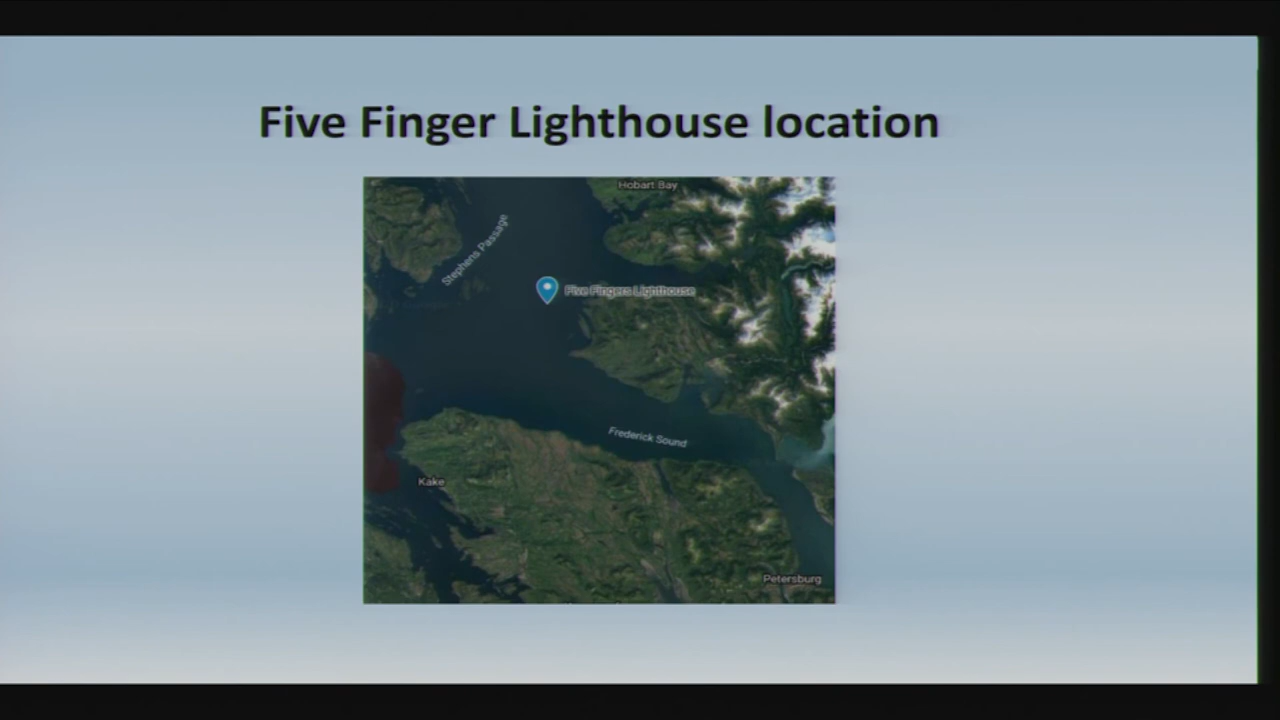 Five Finger Lighthouse location
Hobart Bay
Stephens Passage
Five Fingers Lighthouse
Frederick Sound
Kake
Petersburg